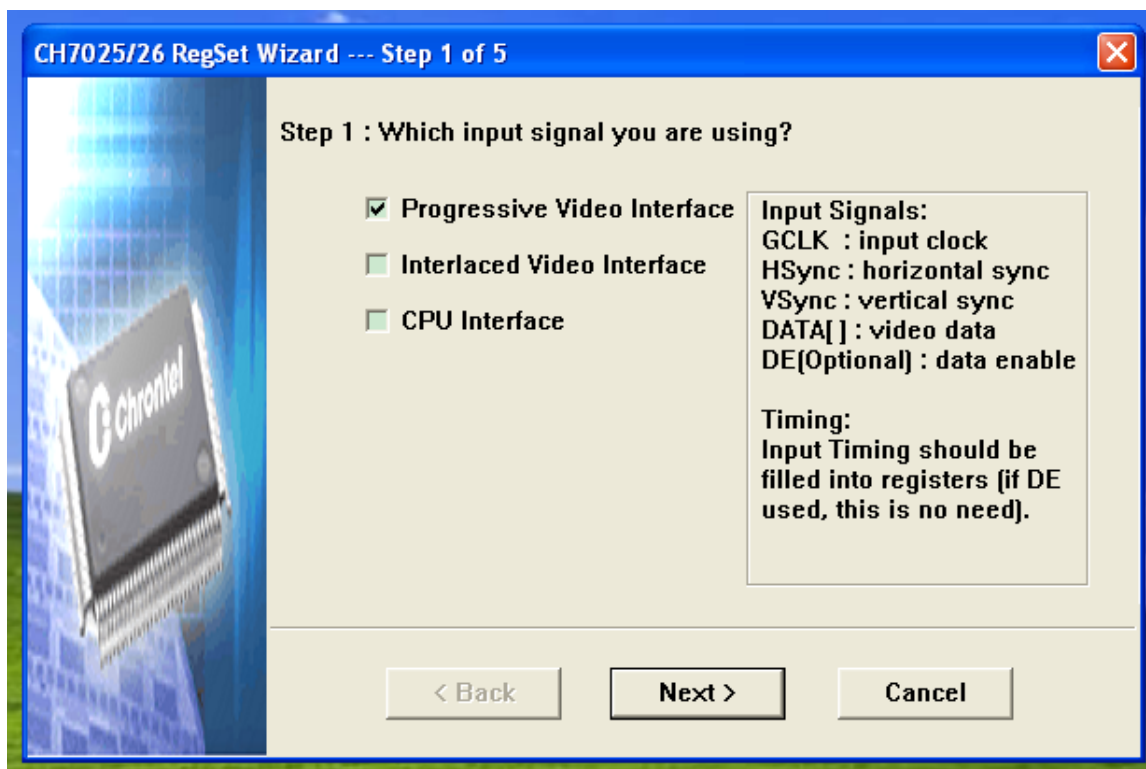 CH7025/26 RegSet Wizard --- Step 1 of 5
Step 1 : Which input signal you are using?
Progressive Video Interface
Interlaced Video Interface
CPU Interface
Input Signals:
GCLK : input clock
HSync : horizontal sync
VSync : vertical sync
DATA[ ] : video data
DE(Optional) : data enable
Timing:
Input Timing should be
filled into registers (if DE
used, this is no need).
Chrontel
< Back
Next >
Cancel